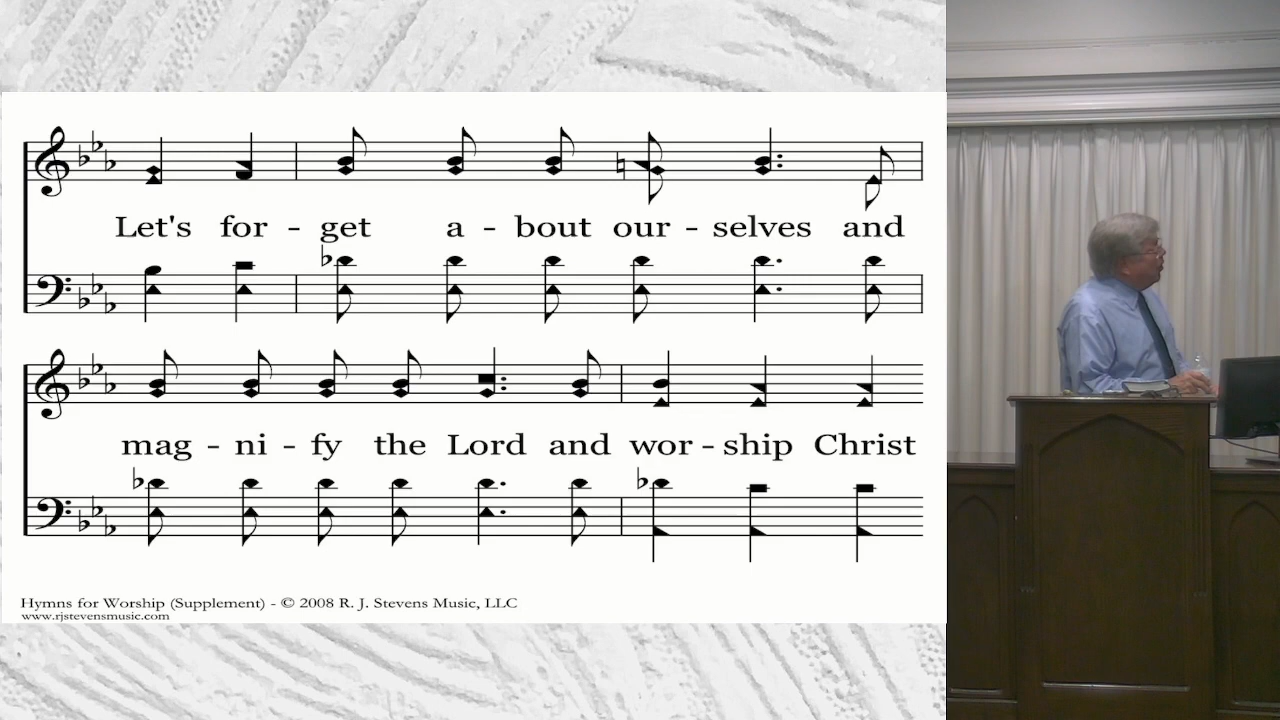 Let's for - get a - bout our - selves and
mag - ni - fy the Lord and wor - ship Christ
Hymns for Worship (Supplement) - © 2008 R. J. Stevens Music, LLC
www.rjstevensmusic.com